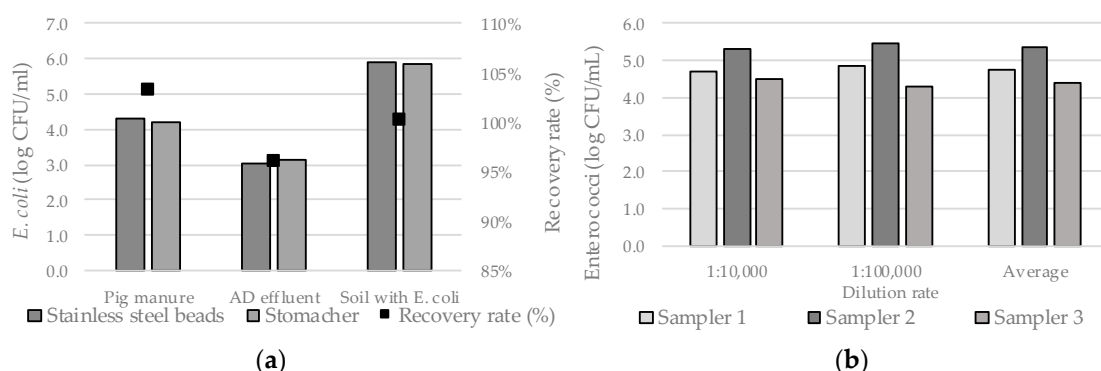 E. coli (log CFU/ml)
7.0
6.0
5.0
4.0
3.0
2.0
1.0
0.0
110%
105%
100%
95%
90%
85%
Recovery rate (%)
Pig manure AD effluent Soil with E. coli
Stainless steel beads Stomacher Recovery rate (%)
(a)
Enterococci (log CFU/mL)
6.0
5.0
4.0
3.0
2.0
1.0
0.0
1:10,000 1:100,000 Average
Dilution rate
Sampler 1 Sampler 2 Sampler 3
(b)